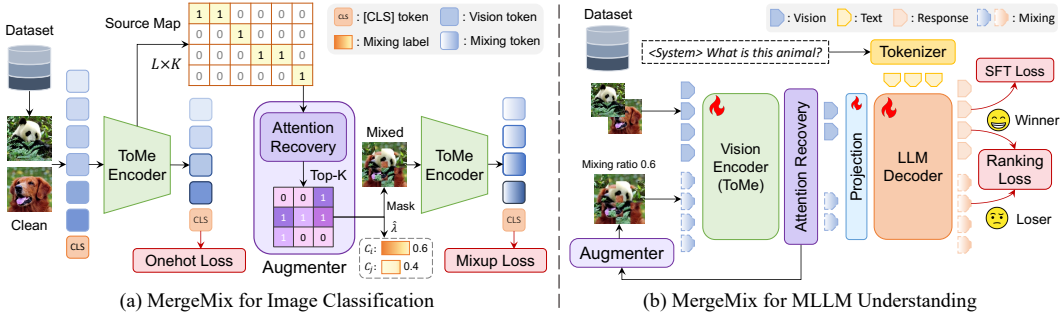 Dataset
Source Map
L×K
1 1 0 0 0 0
0 0 1 0 0 0
0 0 0 1 1 0
0 0 0 0 0 1
CLS : [CLS] token
: Vision token
: Mixing label
: Mixing token
Clean
CLS
ToMe
Encoder
CLS
Onehot Loss
Attention
Recovery
Top-K
0 0 1
1 1 1
1 0 0
Augmenter
Mixed
Mask
λ̂
Cᵢ: 0.6
Cⱼ: 0.4
ToMe
Encoder
CLS
Mixup Loss
(a) MergeMix for Image Classification
: Vision
: Text
: Response
: Mixing
<System> What is this animal?
Tokenizer
Mixing ratio 0.6
Augmenter
Vision
Encoder
(ToMe)
Attention Recovery
Projection
LLM
Decoder
SFT Loss
Winner
Ranking
Loss
Loser
(b) MergeMix for MLLM Understanding